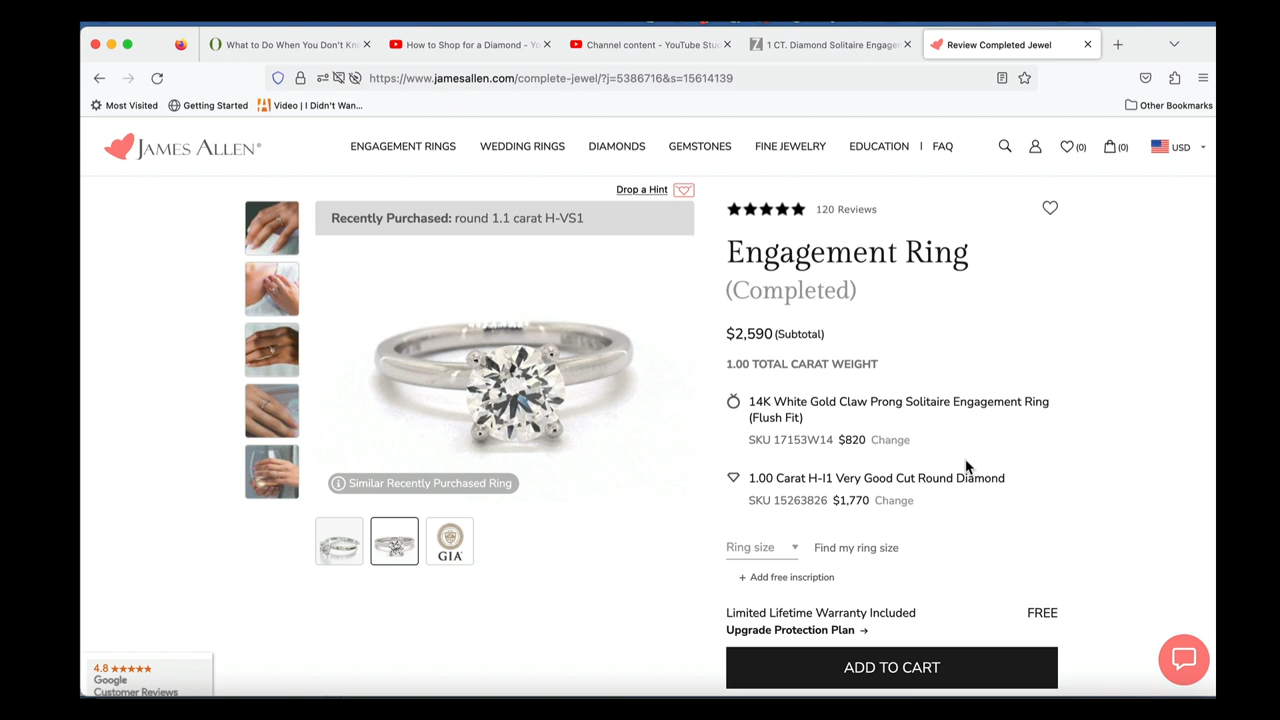 What to Do When You Don't Kn
How to Shop for a Diamond - Yo
Channel content - YouTube Stu
1 CT. Diamond Solitaire Engage
Review Completed Jewel
https://www.jamesallen.com/complete-jewel/?j=5386716&s=15614139
Most Visited
Getting Started
Video | I Didn't Wan...
Other Bookmarks
JAMES ALLEN®
ENGAGEMENT RINGS
WEDDING RINGS
DIAMONDS
GEMSTONES
FINE JEWELRY
EDUCATION | FAQ
(0)
(0)
USD
Drop a Hint
Recently Purchased: round 1.1 carat H-VS1
Similar Recently Purchased Ring
GIA
120 Reviews
Engagement Ring
(Completed)
$2,590 (Subtotal)
1.00 TOTAL CARAT WEIGHT
14K White Gold Claw Prong Solitaire Engagement Ring
(Flush Fit)
SKU 17153W14 $820 Change
1.00 Carat H-I1 Very Good Cut Round Diamond
SKU 15263826 $1,770 Change
Ring size
Find my ring size
+ Add free inscription
Limited Lifetime Warranty Included FREE
Upgrade Protection Plan →
ADD TO CART
4.8 ★★★★★
Google
Customer Reviews